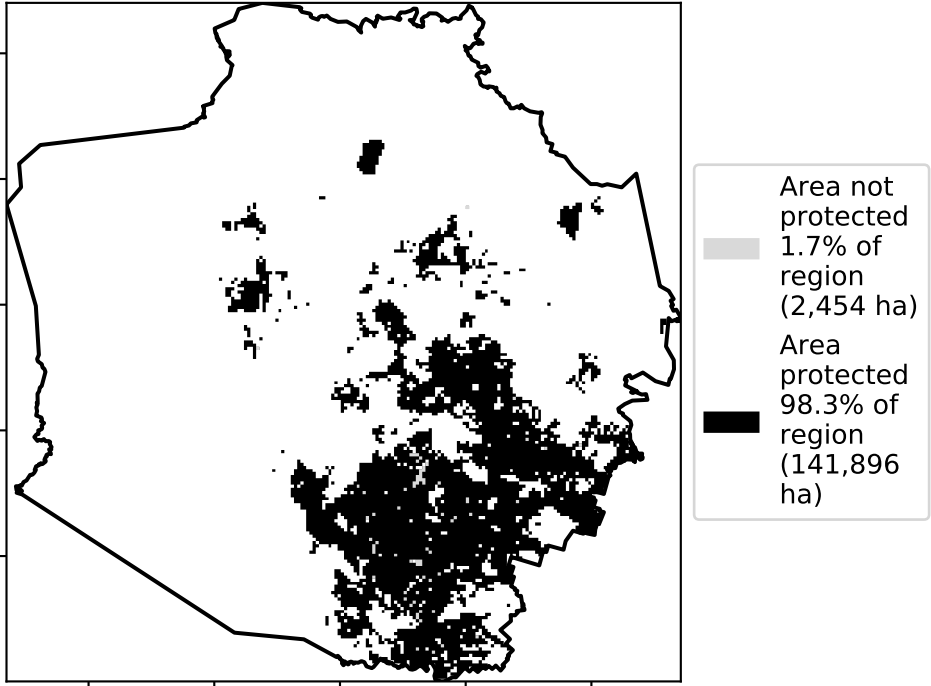 Area not
protected
1.7% of
region
(2,454 ha)
Area
protected
98.3% of
region
(141,896
ha)